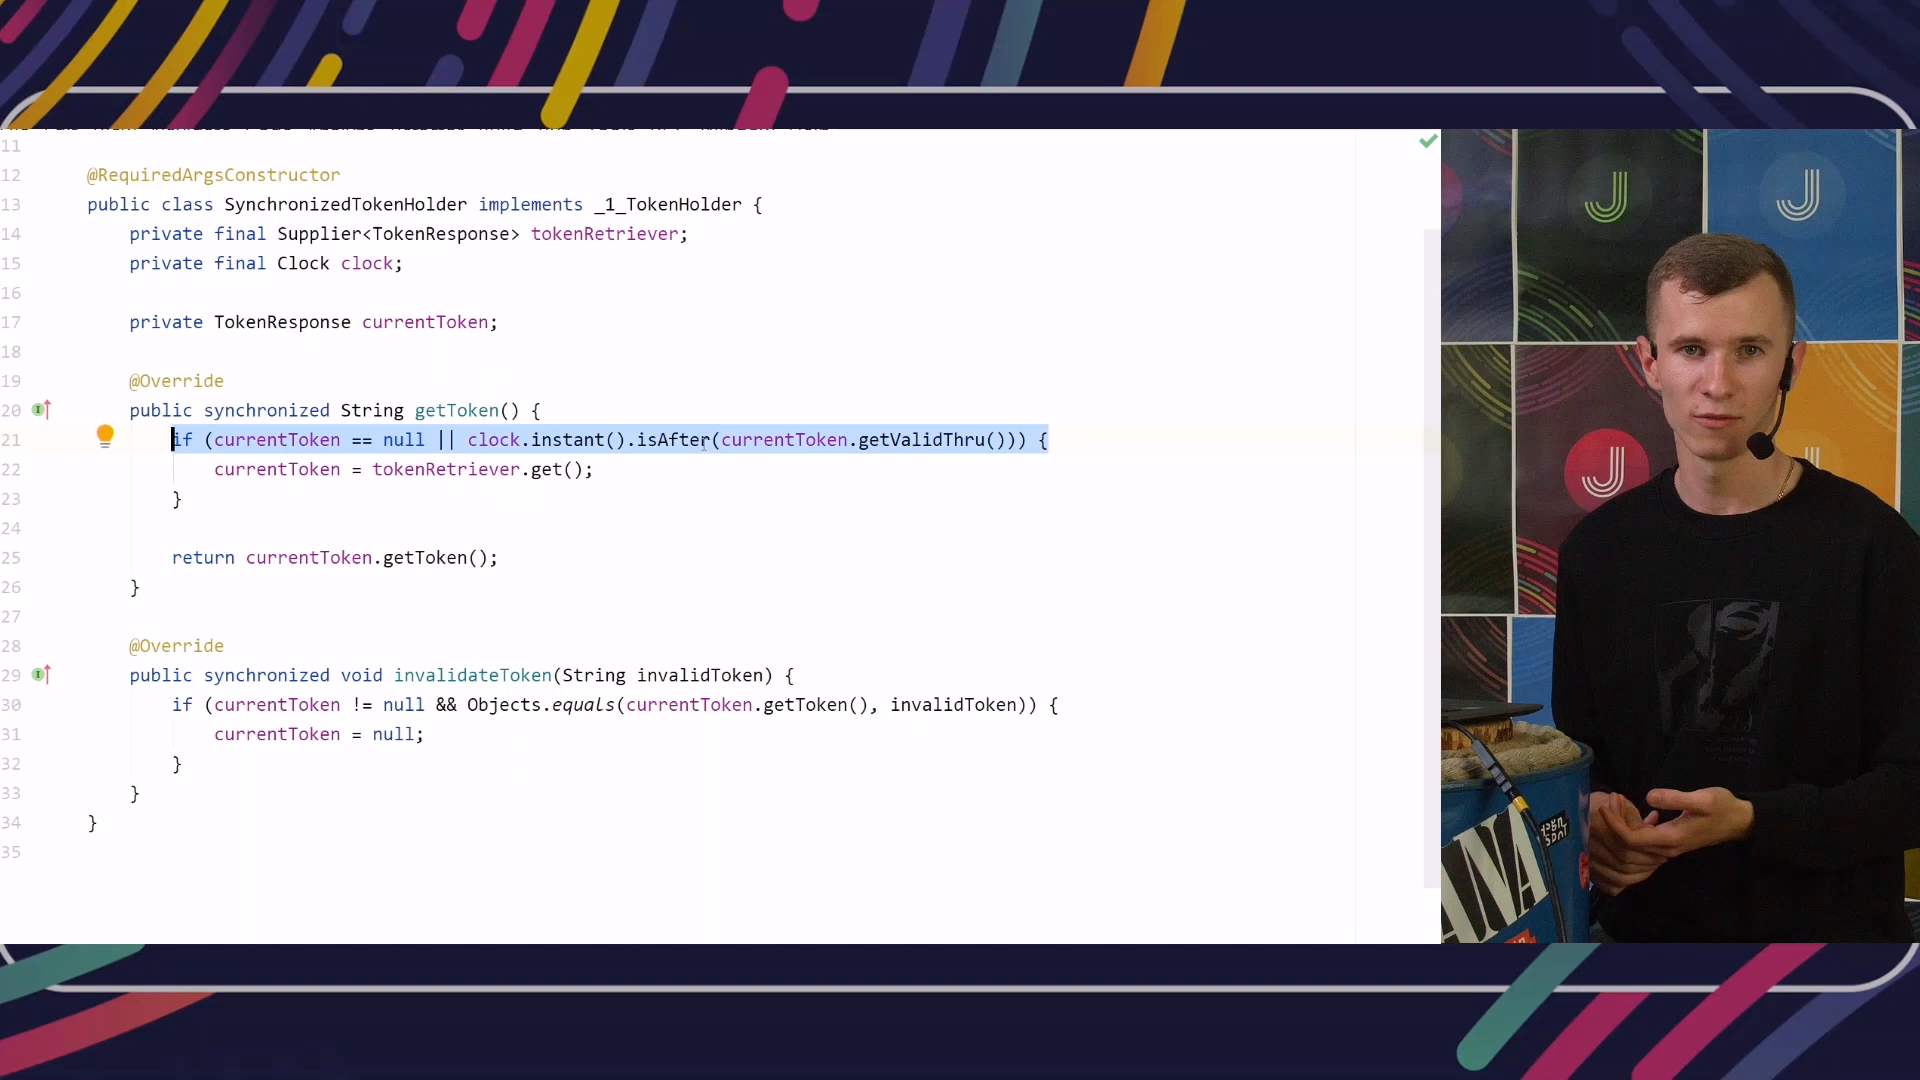 11
12 @RequiredArgsConstructor
13 public class SynchronizedTokenHolder implements _1_TokenHolder {
14 private final Supplier<TokenResponse> tokenRetriever;
15 private final Clock clock;
16
17 private TokenResponse currentToken;
18
19 @Override
20 public synchronized String getToken() {
21 if (currentToken == null || clock.instant().isAfter(currentToken.getValidThru())) {
22 currentToken = tokenRetriever.get();
23 }
24
25 return currentToken.getToken();
26 }
27
28 @Override
29 public synchronized void invalidateToken(String invalidToken) {
30 if (currentToken != null && Objects.equals(currentToken.getToken(), invalidToken)) {
31 currentToken = null;
32 }
33 }
34 }
35